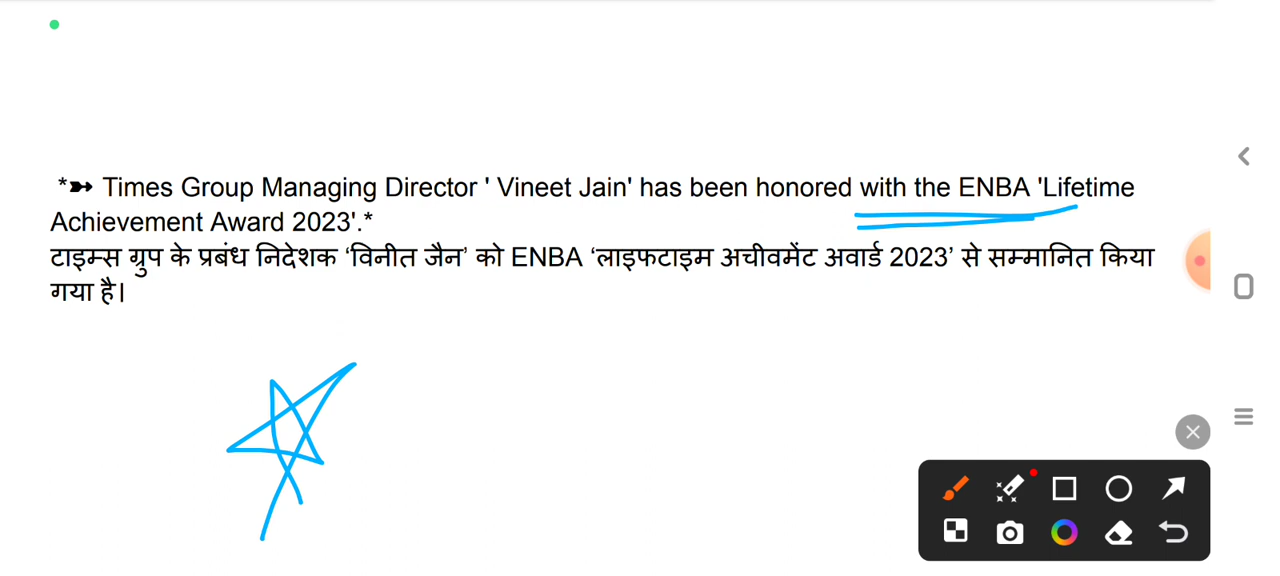 *➳ Times Group Managing Director ' Vineet Jain' has been honored with the ENBA 'Lifetime
Achievement Award 2023'.*
टाइम्स ग्रुप के प्रबंध निदेशक ‘विनीत जैन’ को ENBA ‘लाइफटाइम अचीवमेंट अवार्ड 2023’ से सम्मानित किया
गया है।